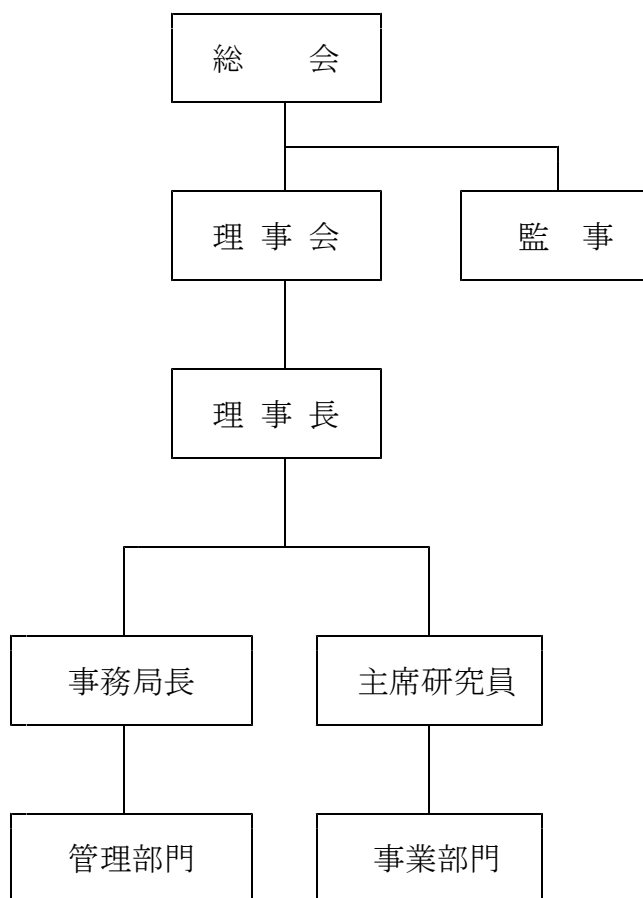 総　　会
理 事 会
監　事
理 事 長
事務局長
主席研究員
管理部門
事業部門